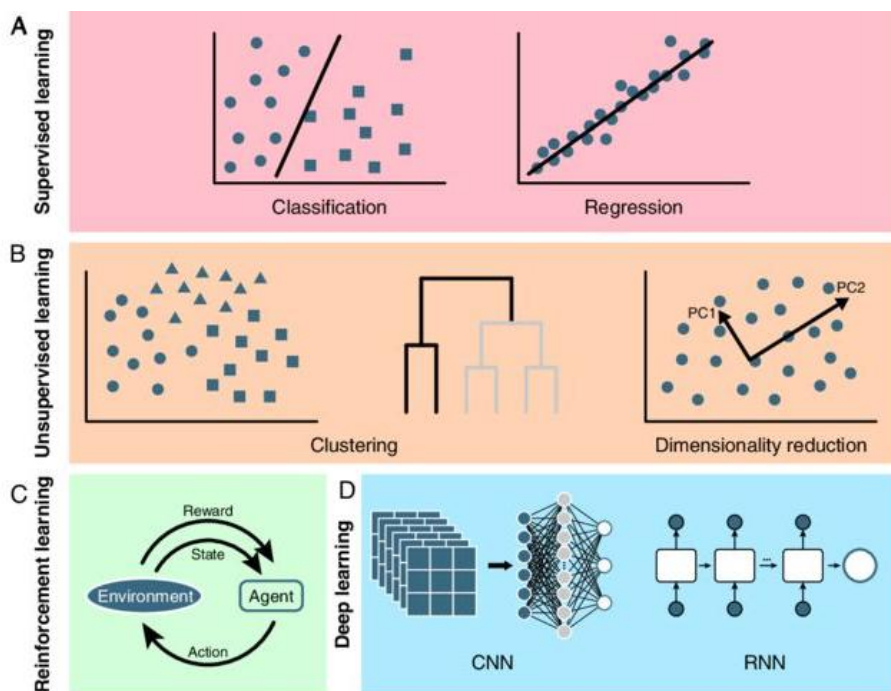 A
Supervised learning
Classification
Regression
B
Unsupervised learning
PC1
PC2
Clustering
Dimensionality reduction
C
Reinforcement learning
Reward
State
Environment
Agent
Action
D
Deep learning
...
CNN
RNN